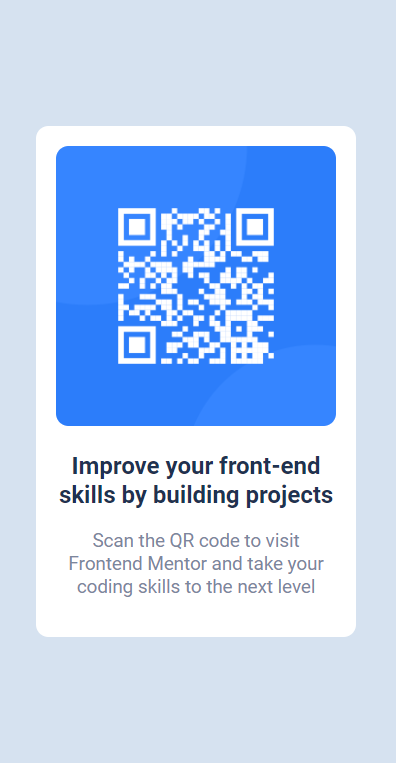 Improve your front-end
skills by building projects
Scan the QR code to visit
Frontend Mentor and take your
coding skills to the next level